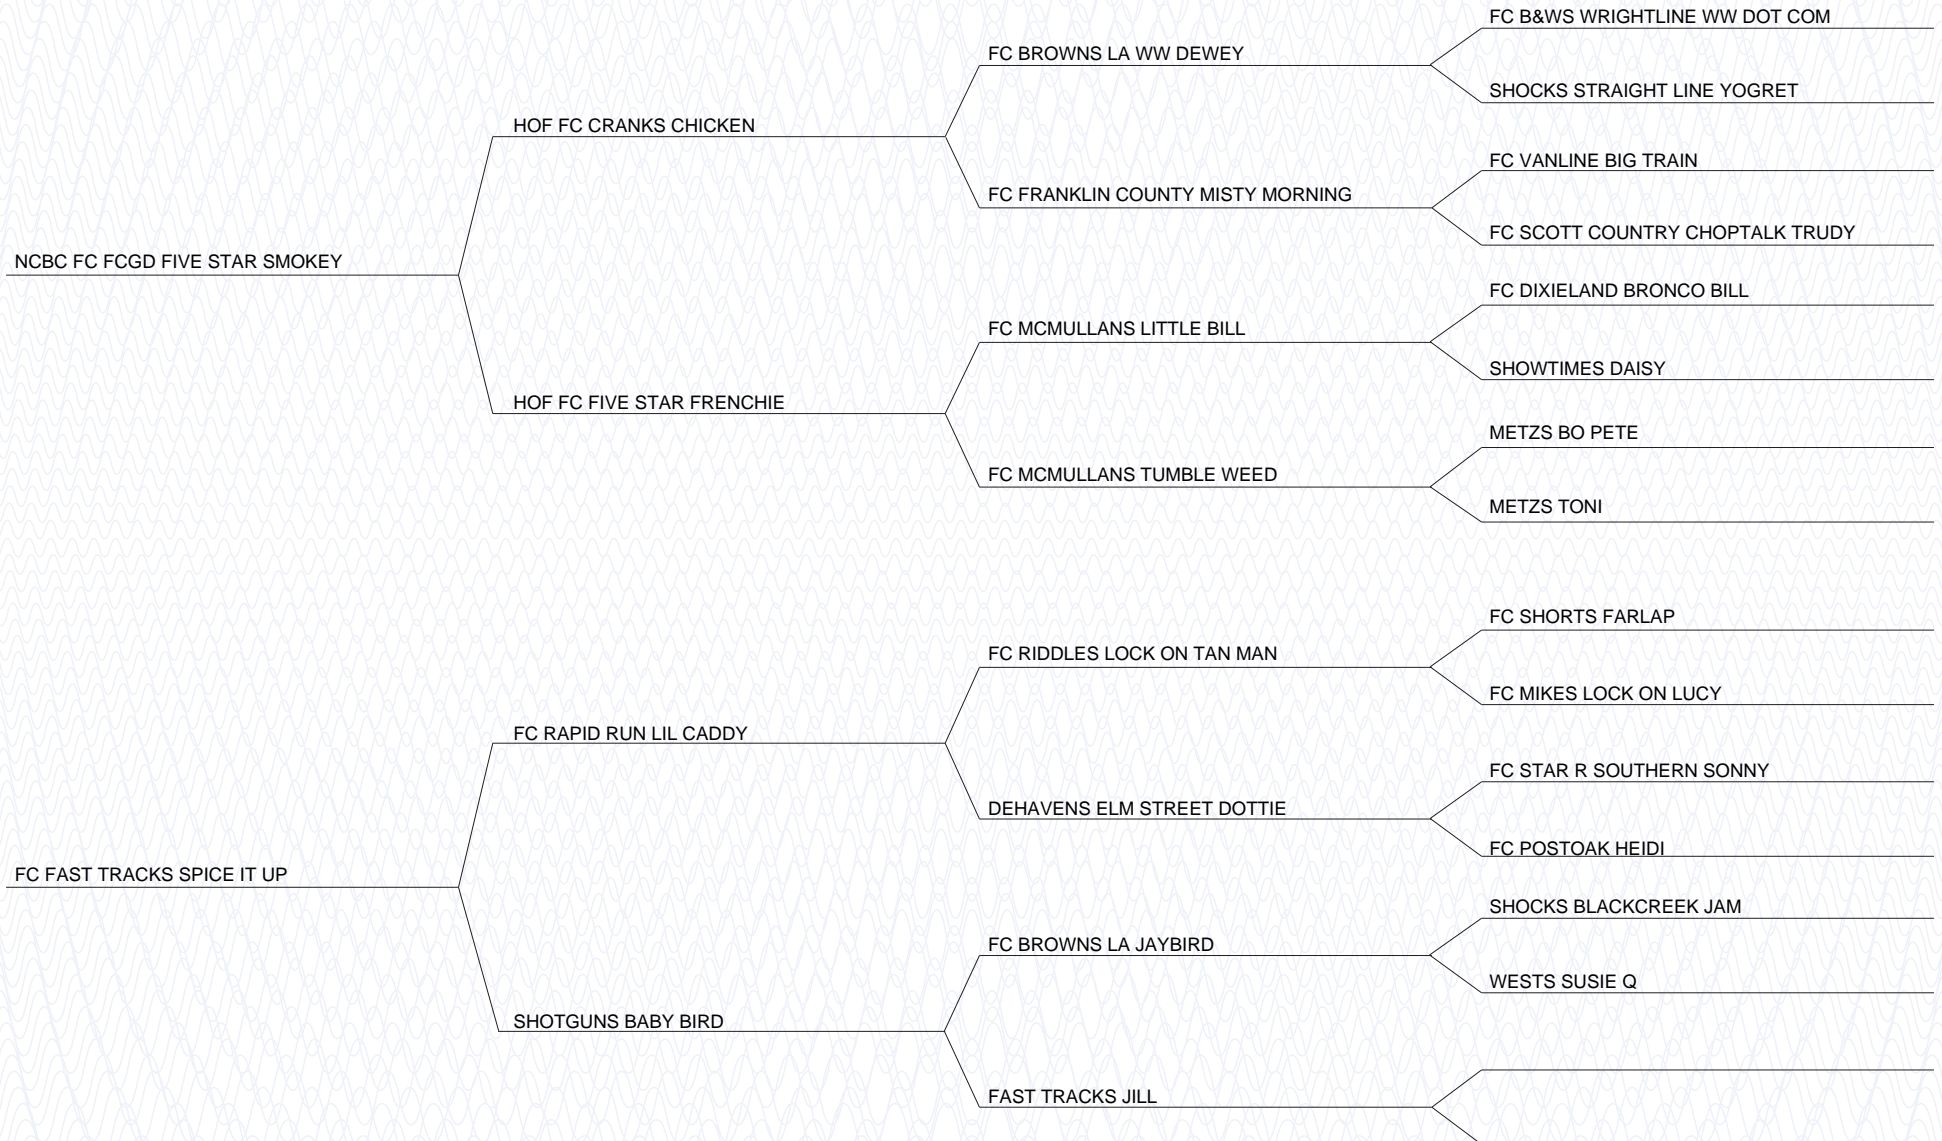 FC B&WS WRIGHTLINE WW DOT COM
FC BROWNS LA WW DEWEY
SHOCKS STRAIGHT LINE YOGRET
HOF FC CRANKS CHICKEN
FC VANLINE BIG TRAIN
FC FRANKLIN COUNTY MISTY MORNING
FC SCOTT COUNTRY CHOPTALK TRUDY
NCBC FC FCGD FIVE STAR SMOKEY
FC DIXIELAND BRONCO BILL
FC MCMULLANS LITTLE BILL
SHOWTIMES DAISY
HOF FC FIVE STAR FRENCHIE
METZS BO PETE
FC MCMULLANS TUMBLE WEED
METZS TONI
FC SHORTS FARLAP
FC RIDDLES LOCK ON TAN MAN
FC MIKES LOCK ON LUCY
FC RAPID RUN LIL CADDY
FC STAR R SOUTHERN SONNY
DEHAVENS ELM STREET DOTTIE
FC POSTOAK HEIDI
FC FAST TRACKS SPICE IT UP
SHOCKS BLACKCREEK JAM
FC BROWNS LA JAYBIRD
WESTS SUSIE Q
SHOTGUNS BABY BIRD
FAST TRACKS JILL